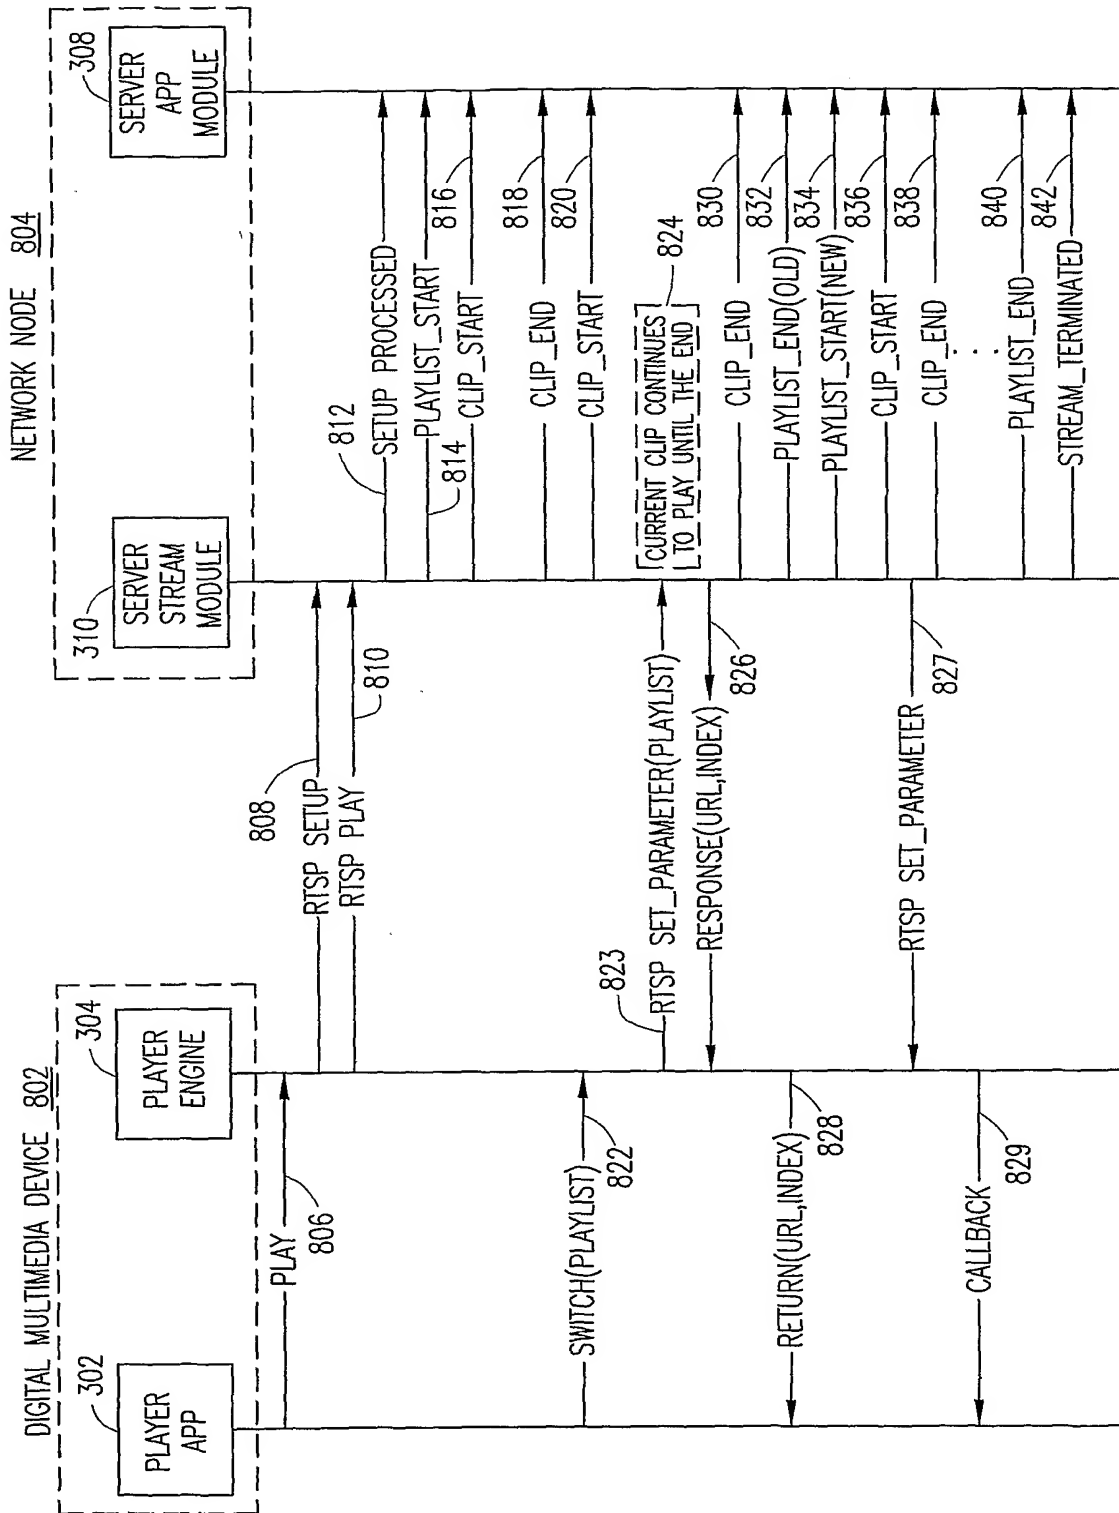 DIGITAL MULTIMEDIA DEVICE 802
NETWORK NODE 804
302
PLAYER
APP
304
PLAYER
ENGINE
310
SERVER
STREAM
MODULE
308
SERVER
APP
MODULE
PLAY
806
808
RTSP SETUP
RTSP PLAY
810
812
SETUP PROCESSED
PLAYLIST_START
814
CLIP_START
816
CLIP_END
818
CLIP_START
820
SWITCH(PLAYLIST)
822
823
RTSP SET_PARAMETER(PLAYLIST)
CURRENT CLIP CONTINUES
TO PLAY UNTIL THE END
824
RESPONSE(URL,INDEX)
826
CLIP_END
830
RETURN(URL,INDEX)
828
PLAYLIST_END(OLD)
832
PLAYLIST_START(NEW)
834
CLIP_START
836
RTSP SET_PARAMETER
827
CLIP_END
838
CALLBACK
829
PLAYLIST_END
840
STREAM_TERMINATED
842